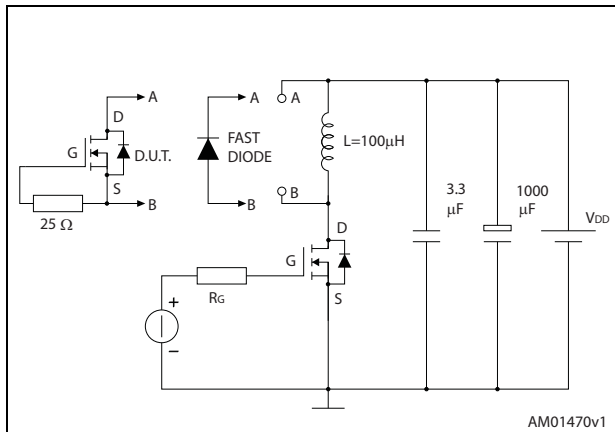 A
A
A
D
FAST
DIODE
L=100µH
G
D.U.T.
S
B
B
B
25 Ω
3.3
µF
1000
µF
VDD
D
G
S
RG
+
–
AM01470v1